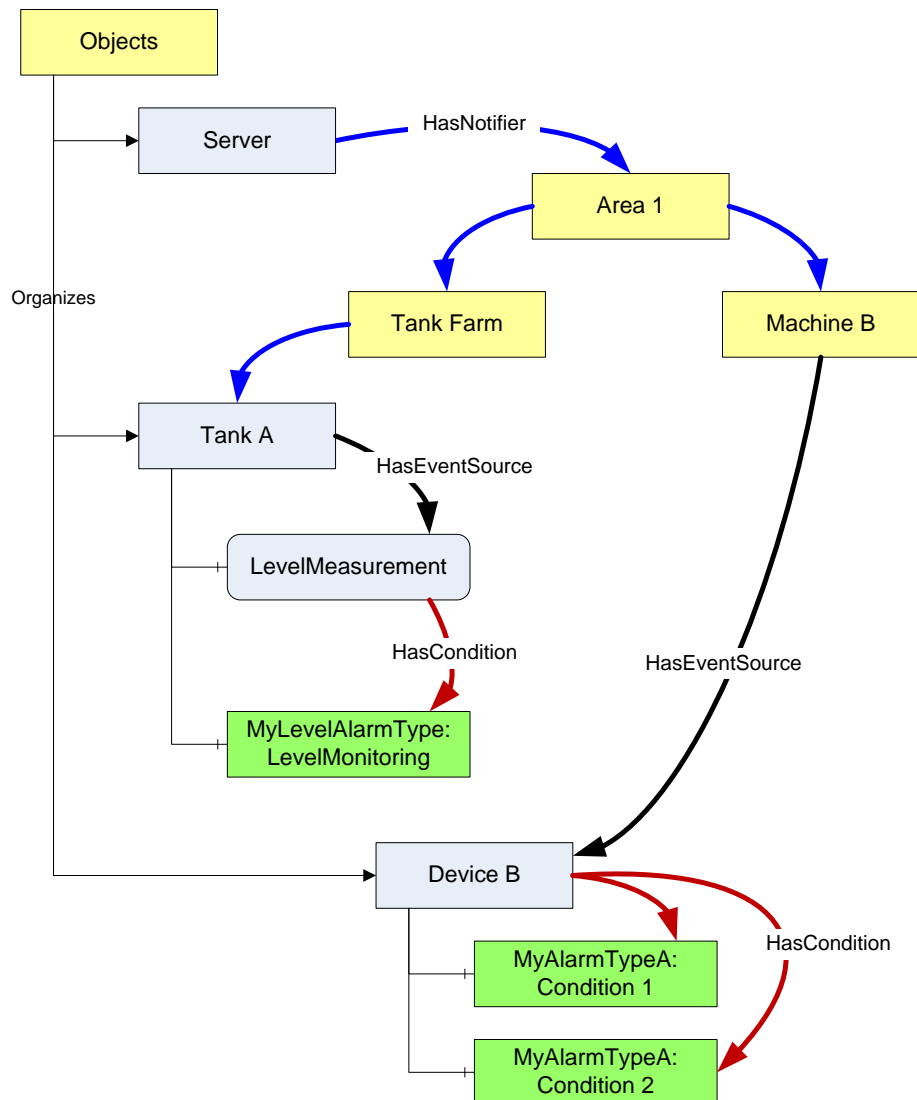 Objects
HasNotifier
Server
Area 1
Organizes
Tank Farm
Machine B
Tank A
HasEventSource
LevelMeasurement
HasCondition
HasEventSource
MyLevelAlarmType:
LevelMonitoring
Device B
HasCondition
MyAlarmTypeA:
Condition 1
MyAlarmTypeA:
Condition 2